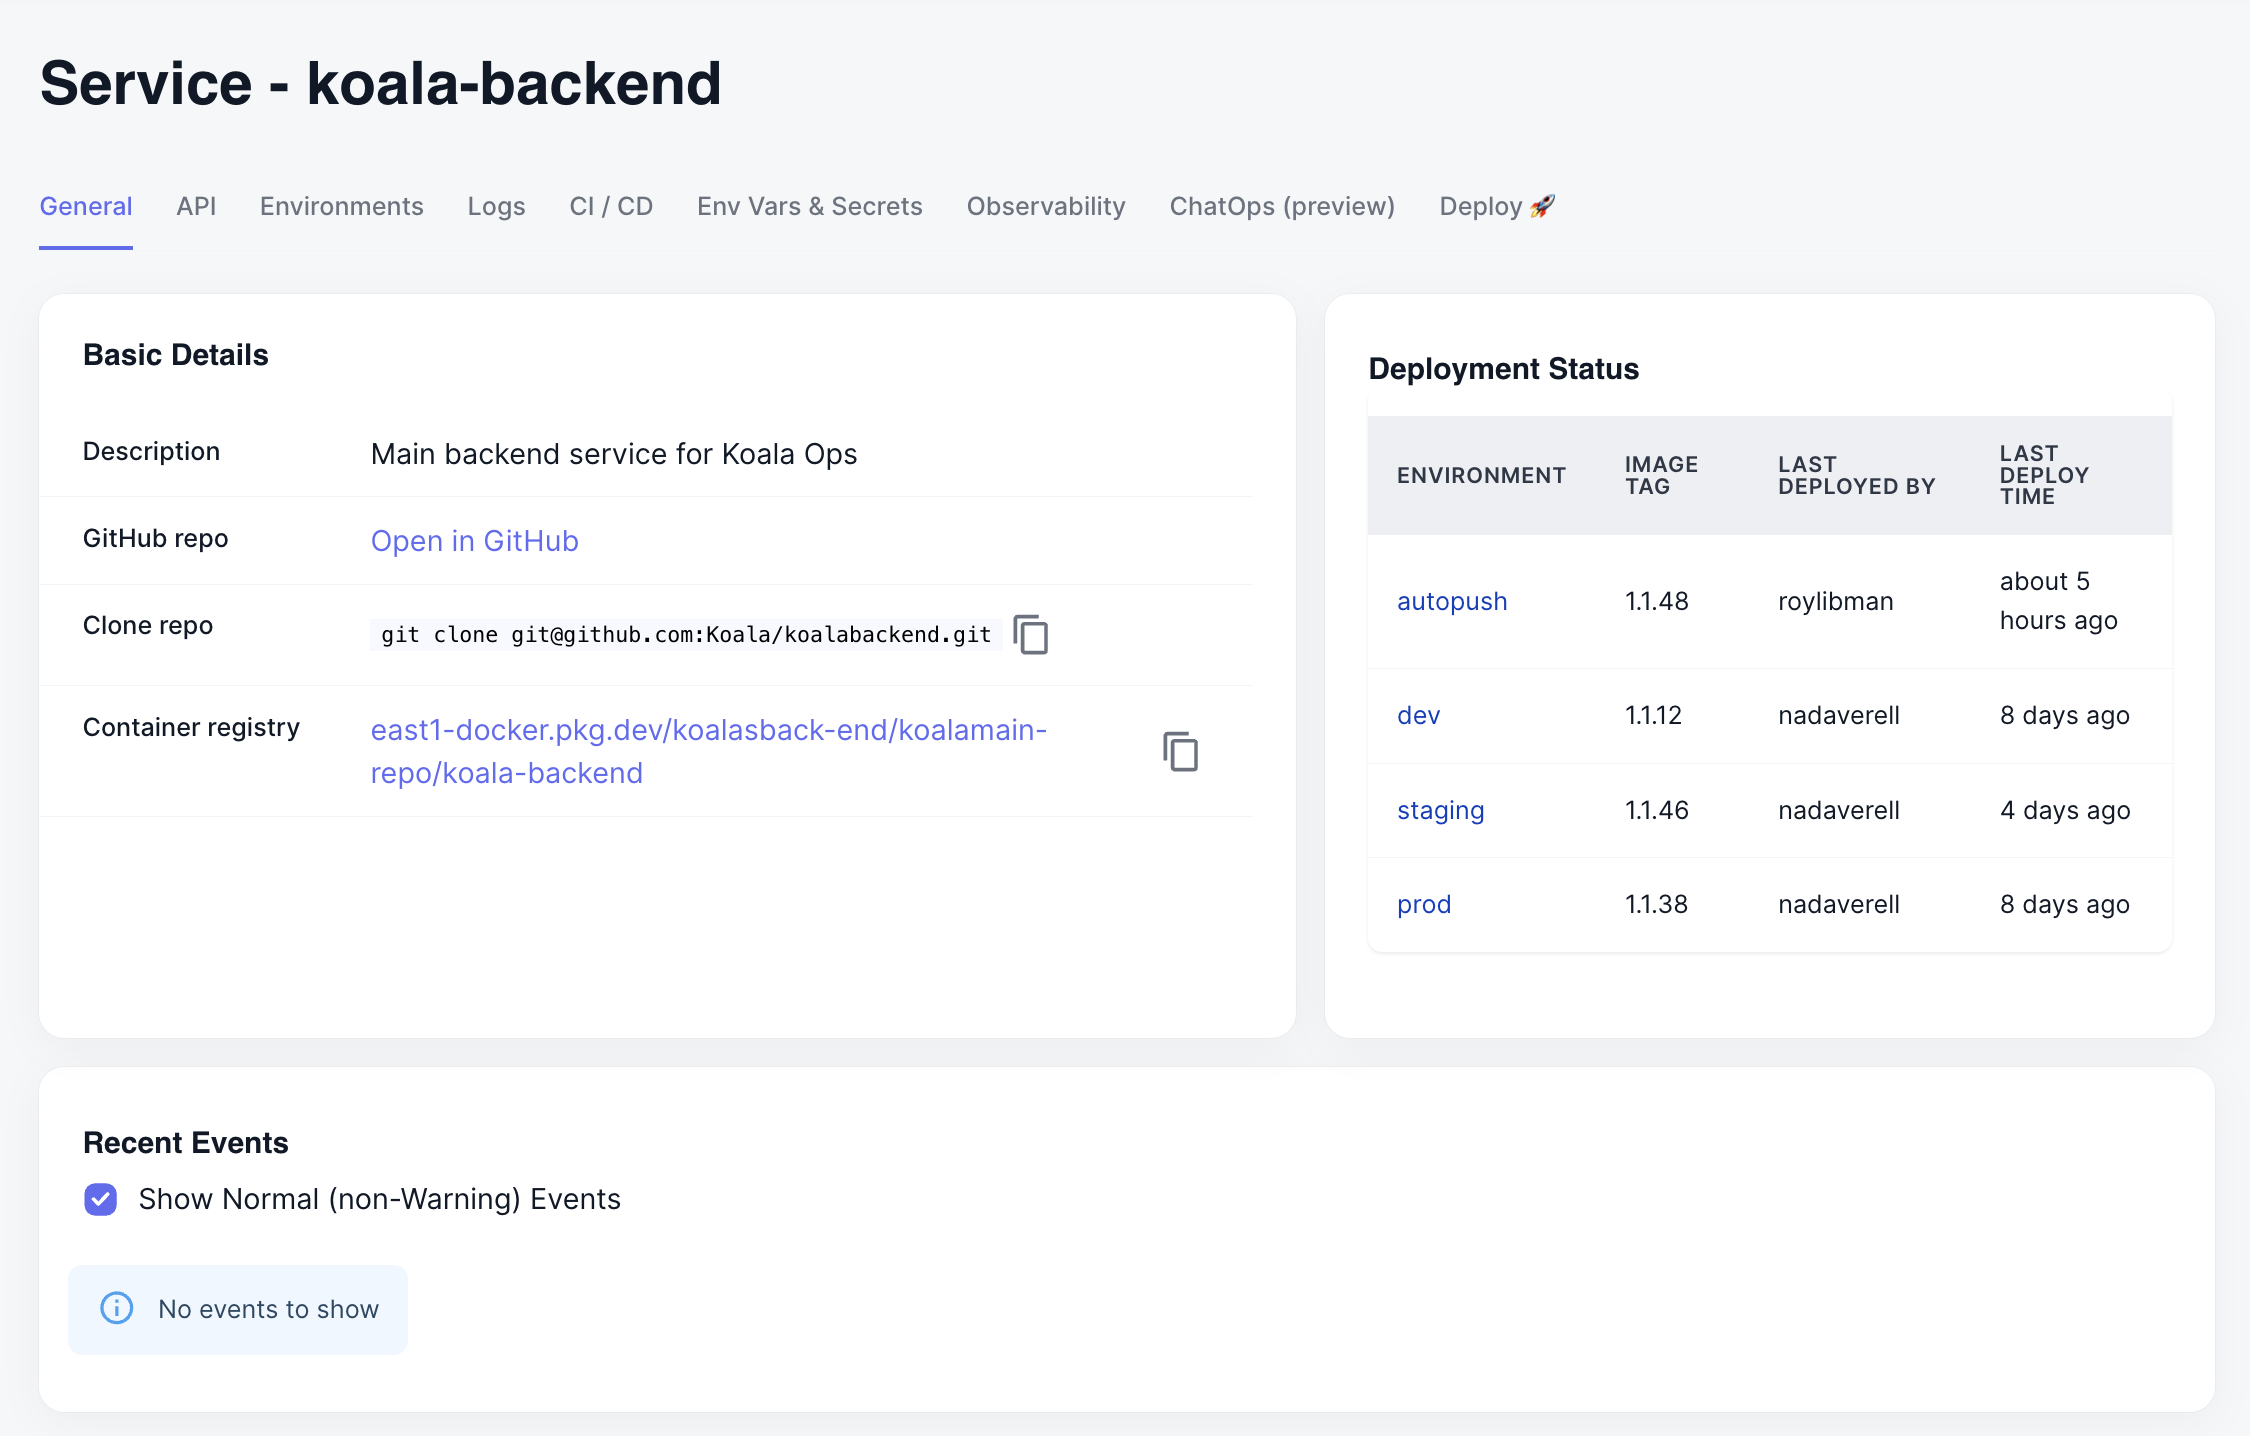 Service - koala-backend
General API Environments Logs CI / CD Env Vars & Secrets Observability ChatOps (preview) Deploy 🚀
Basic Details
Description Main backend service for Koala Ops
GitHub repo Open in GitHub
Clone repo git clone git@github.com:Koala/koalabackend.git
Container registry east1-docker.pkg.dev/koalasback-end/koalamain-
repo/koala-backend
Deployment Status
ENVIRONMENT IMAGE TAG LAST DEPLOYED BY LAST DEPLOY TIME
autopush 1.1.48 roylibman about 5 hours ago
dev 1.1.12 nadaverell 8 days ago
staging 1.1.46 nadaverell 4 days ago
prod 1.1.38 nadaverell 8 days ago
Recent Events
Show Normal (non-Warning) Events
No events to show